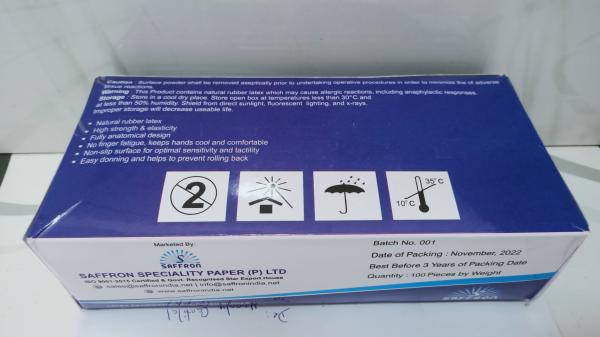 Caution : Surface powder shall be removed aseptically prior to undertaking operative procedures in order to minimize the of adverse
tissue reactions.
Warning : This Product contains natural rubber latex which may cause allergic reactions, including anaphylactic responses.
Storage : Store in a cool dry place. Store open box at temperatures less than 30°C and
at less than 50% humidity. Shield from direct sunlight, fluorescent lighting, and x-rays.
Improper storage will decrease useable life.
• Natural rubber latex
• High strength & elasticity
• Fully anatomical design
• No finger fatigue, keeps hands cool and comfortable
• Non-slip surface for optimal sensitivity and tactility
• Easy donning and helps to prevent rolling back
2
35°C
10°C
Marketed By:
S
SAFFRON
SAFFRON SPECIALITY PAPER (P) LTD
ISO 9001-2015 Certified & Govt. Recognised Star Export House
sales@saffronindia.net | info@saffronindia.net
www.saffronindia.net
Batch No. 001
Date of Packing : November, 2022
Best Before 3 Years of Packing Date
Quantity : 100 Pieces by Weight
SAFFRON